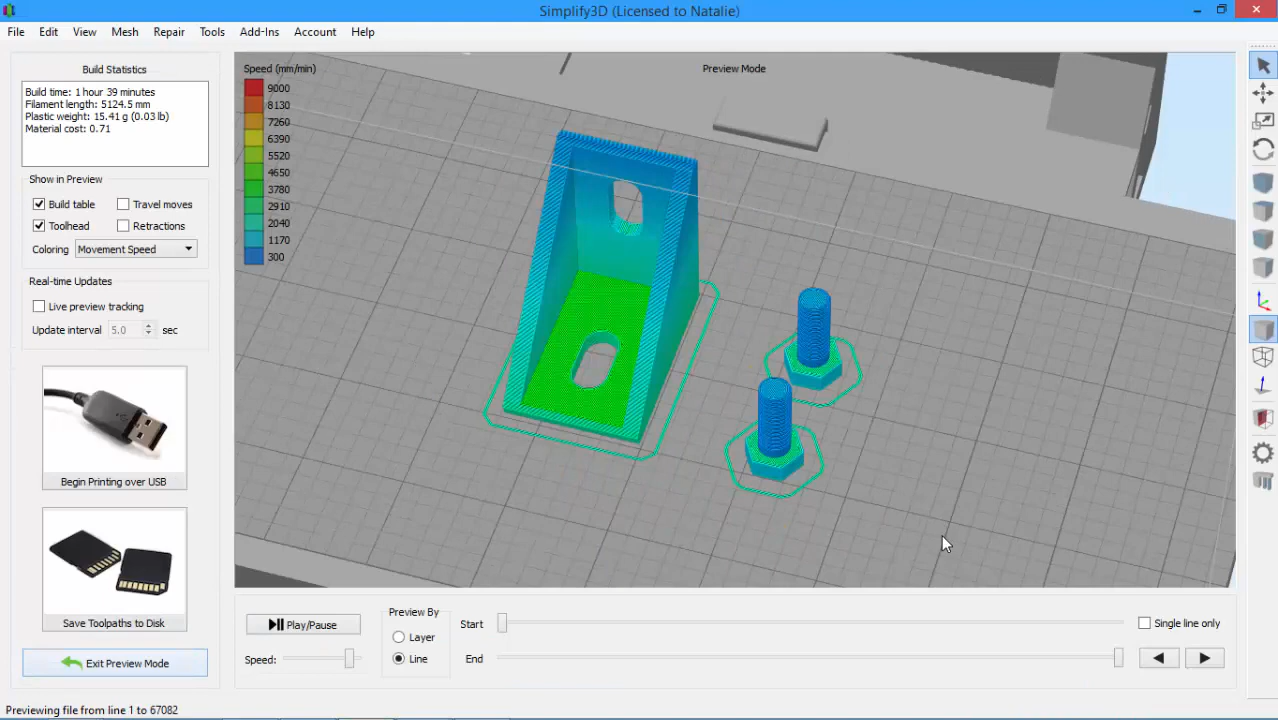 Simplify3D (Licensed to Natalie)
File Edit View Mesh Repair Tools Add-Ins Account Help
Build Statistics
Build time: 1 hour 39 minutes
Filament length: 5124.5 mm
Plastic weight: 15.41 g (0.03 lb)
Material cost: 0.71
Show in Preview
Build table
Travel moves
Toolhead
Retractions
Coloring
Movement Speed
Real-time Updates
Live preview tracking
Update interval 5.0 sec
Begin Printing over USB
Save Toolpaths to Disk
Exit Preview Mode
Speed (mm/min)
9000
8130
7260
6390
5520
4650
3780
2910
2040
1170
300
Preview Mode
Play/Pause
Speed:
Preview By
Layer
Line
Start
End
Single line only
Previewing file from line 1 to 67082